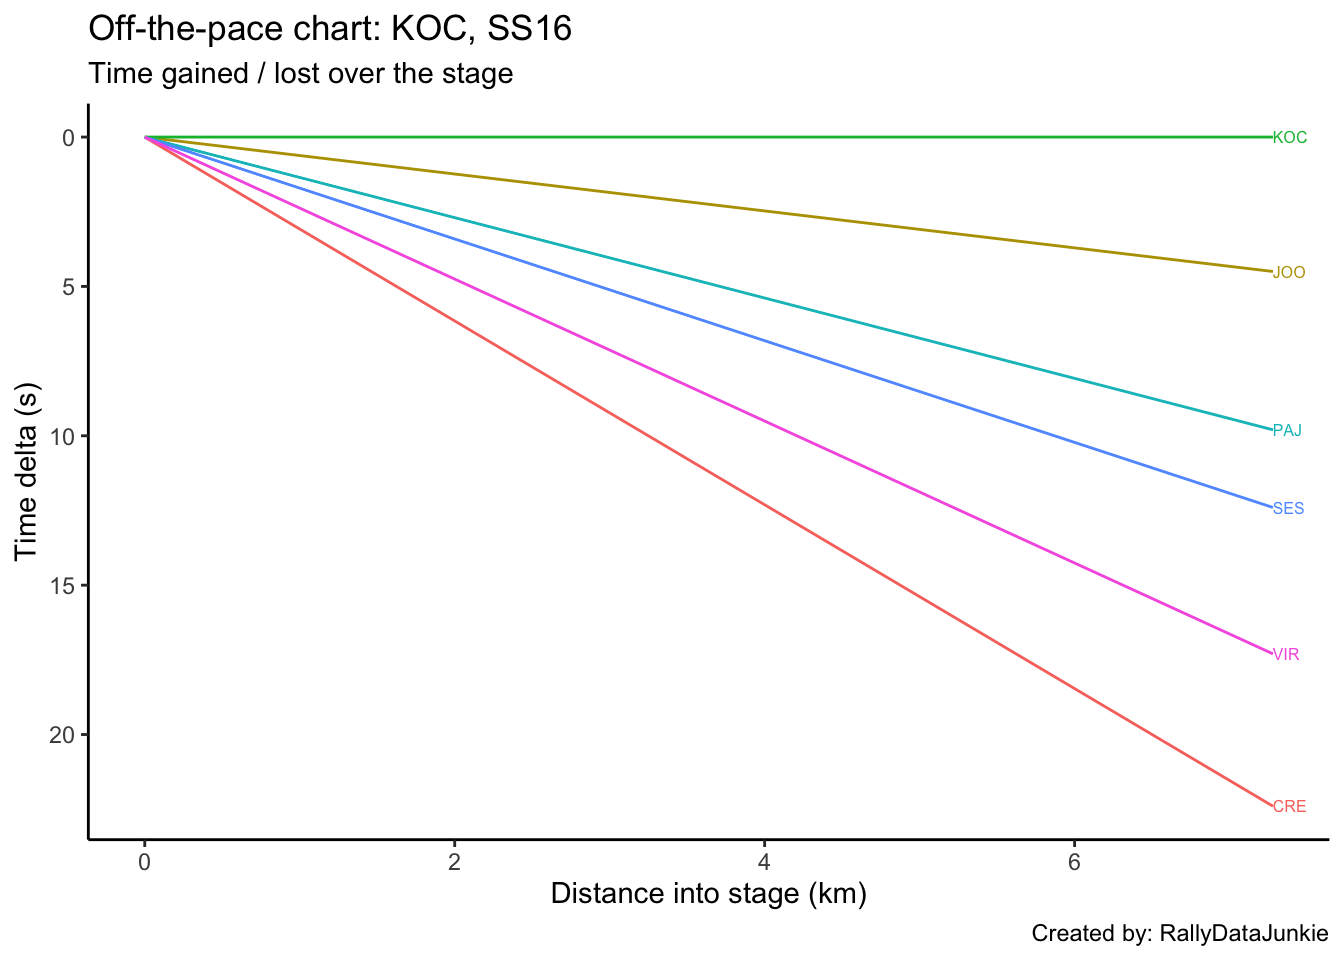 Off-the-pace chart: KOC, SS16
Time gained / lost over the stage
Time delta (s)
0
5
10
15
20
KOC
JOO
PAJ
SES
VIR
CRE
0 2 4 6
Distance into stage (km)
Created by: RallyDataJunkie